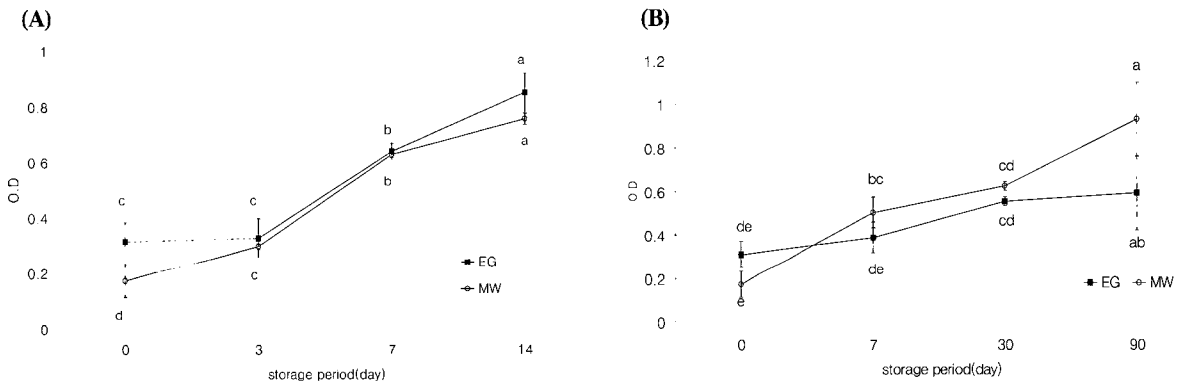 (A)
1
0.8
0.6
0.4
0.2
0
O.D
a
a
b
b
c
c
c
d
EG
MW
0 3 7 14
storage period(day)
(B)
1.2
1
0.8
0.6
0.4
0.2
0
O.D
a
ab
bc
cd
cd
de
de
e
EG MW
0 7 30 90
storage period(day)